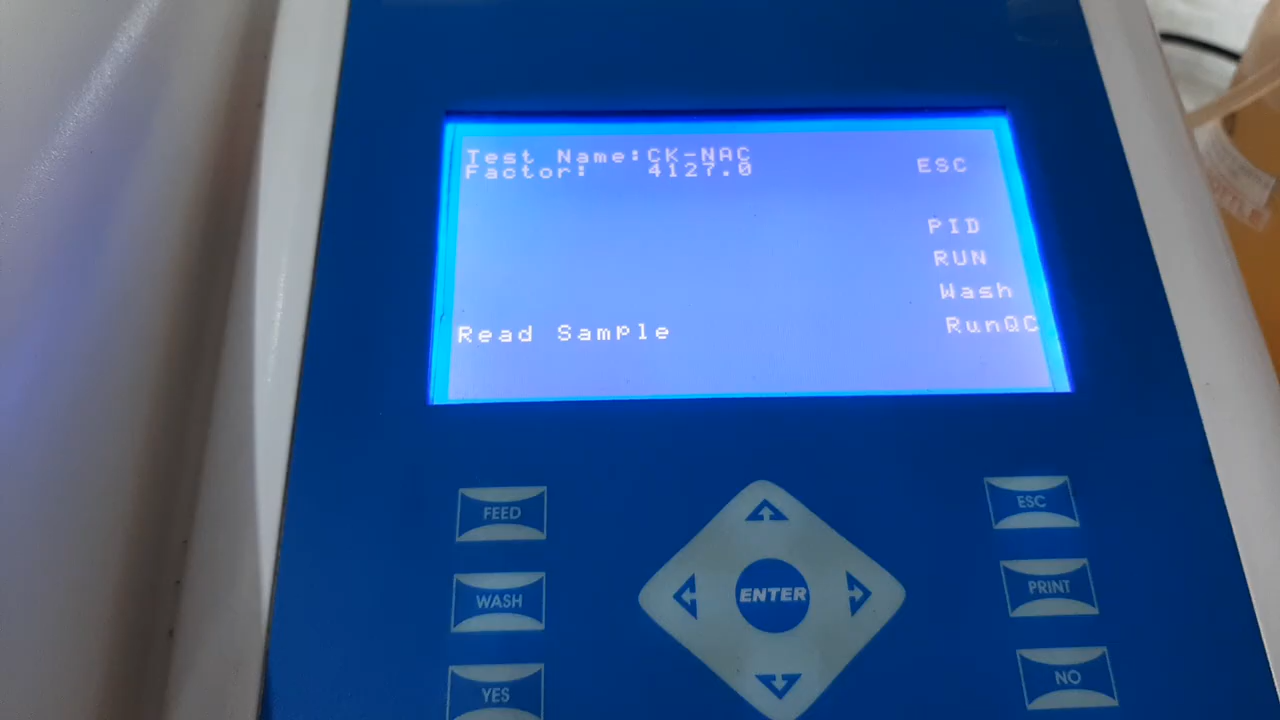 Test Name:CK-NAC
Factor: 4127.0
ESC
PID
RUN
Wash
RunQC
Read Sample
FEED
ESC
WASH
ENTER
PRINT
YES
NO